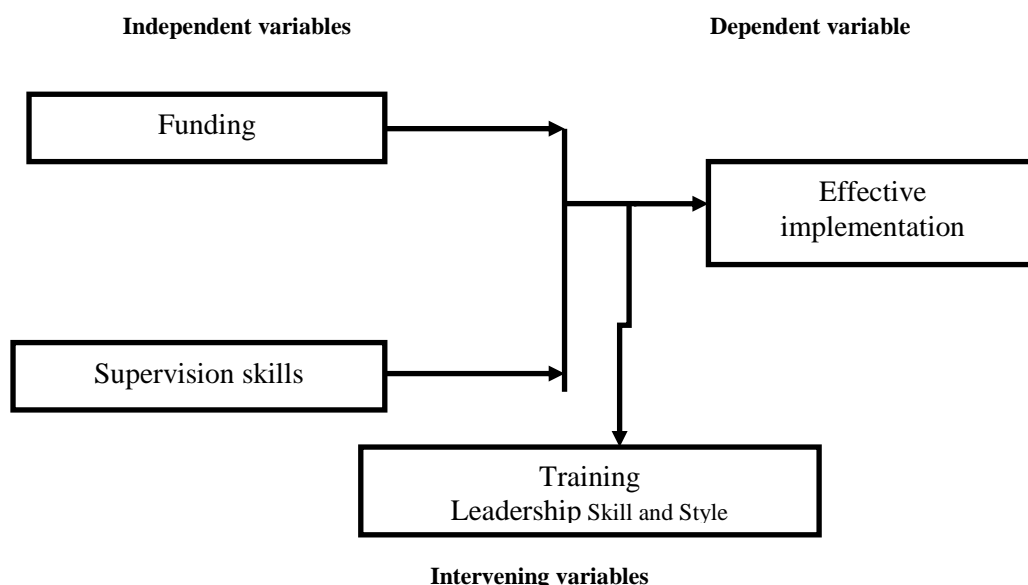 Independent variables
Dependent variable
Funding
Effective
implementation
Supervision skills
Training
Leadership Skill and Style
Intervening variables